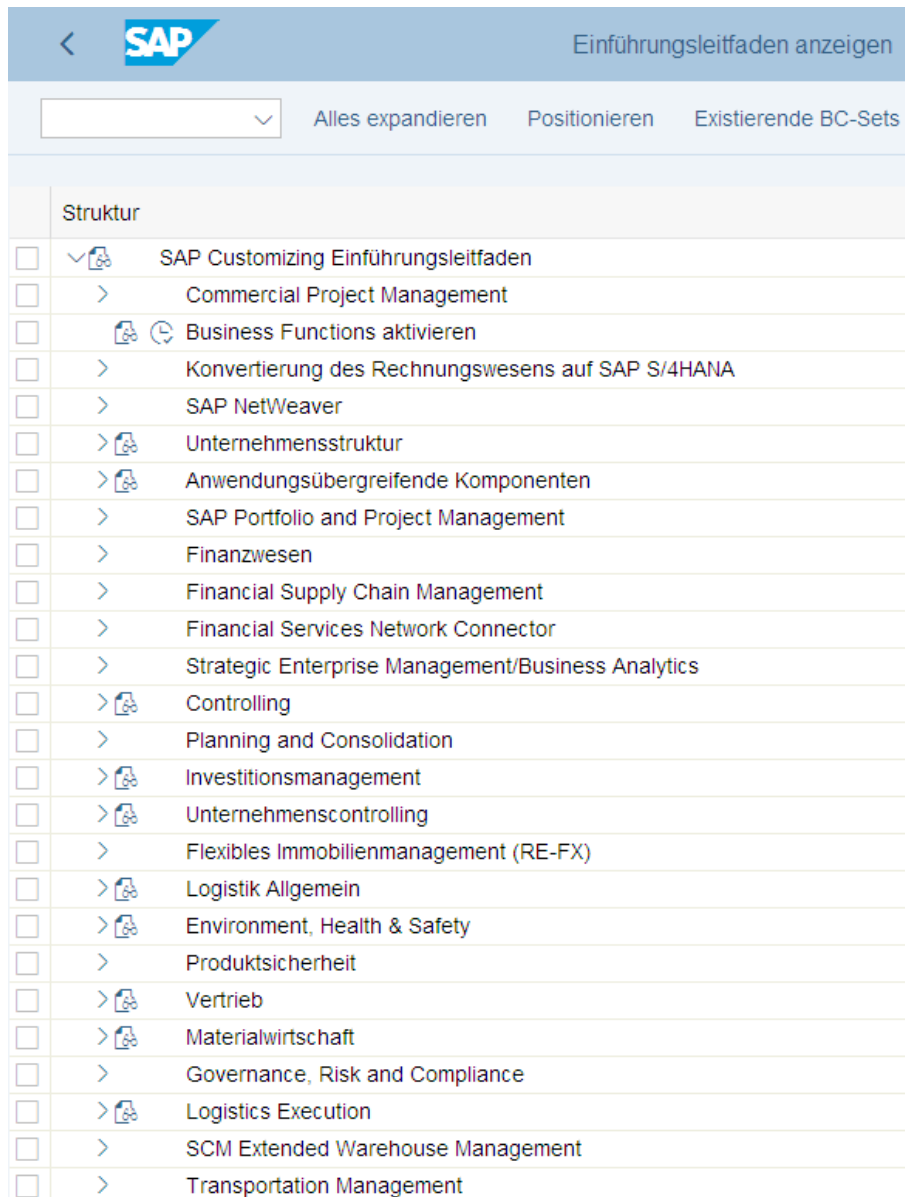 SAP Einführungsleitfaden anzeigen
Alles expandieren Positionieren Existierende BC-Sets
Struktur
SAP Customizing Einführungsleitfaden
Commercial Project Management
Business Functions aktivieren
Konvertierung des Rechnungswesens auf SAP S/4HANA
SAP NetWeaver
Unternehmensstruktur
Anwendungsübergreifende Komponenten
SAP Portfolio and Project Management
Finanzwesen
Financial Supply Chain Management
Financial Services Network Connector
Strategic Enterprise Management/Business Analytics
Controlling
Planning and Consolidation
Investitionsmanagement
Unternehmenscontrolling
Flexibles Immobilienmanagement (RE-FX)
Logistik Allgemein
Environment, Health & Safety
Produktsicherheit
Vertrieb
Materialwirtschaft
Governance, Risk and Compliance
Logistics Execution
SCM Extended Warehouse Management
Transportation Management